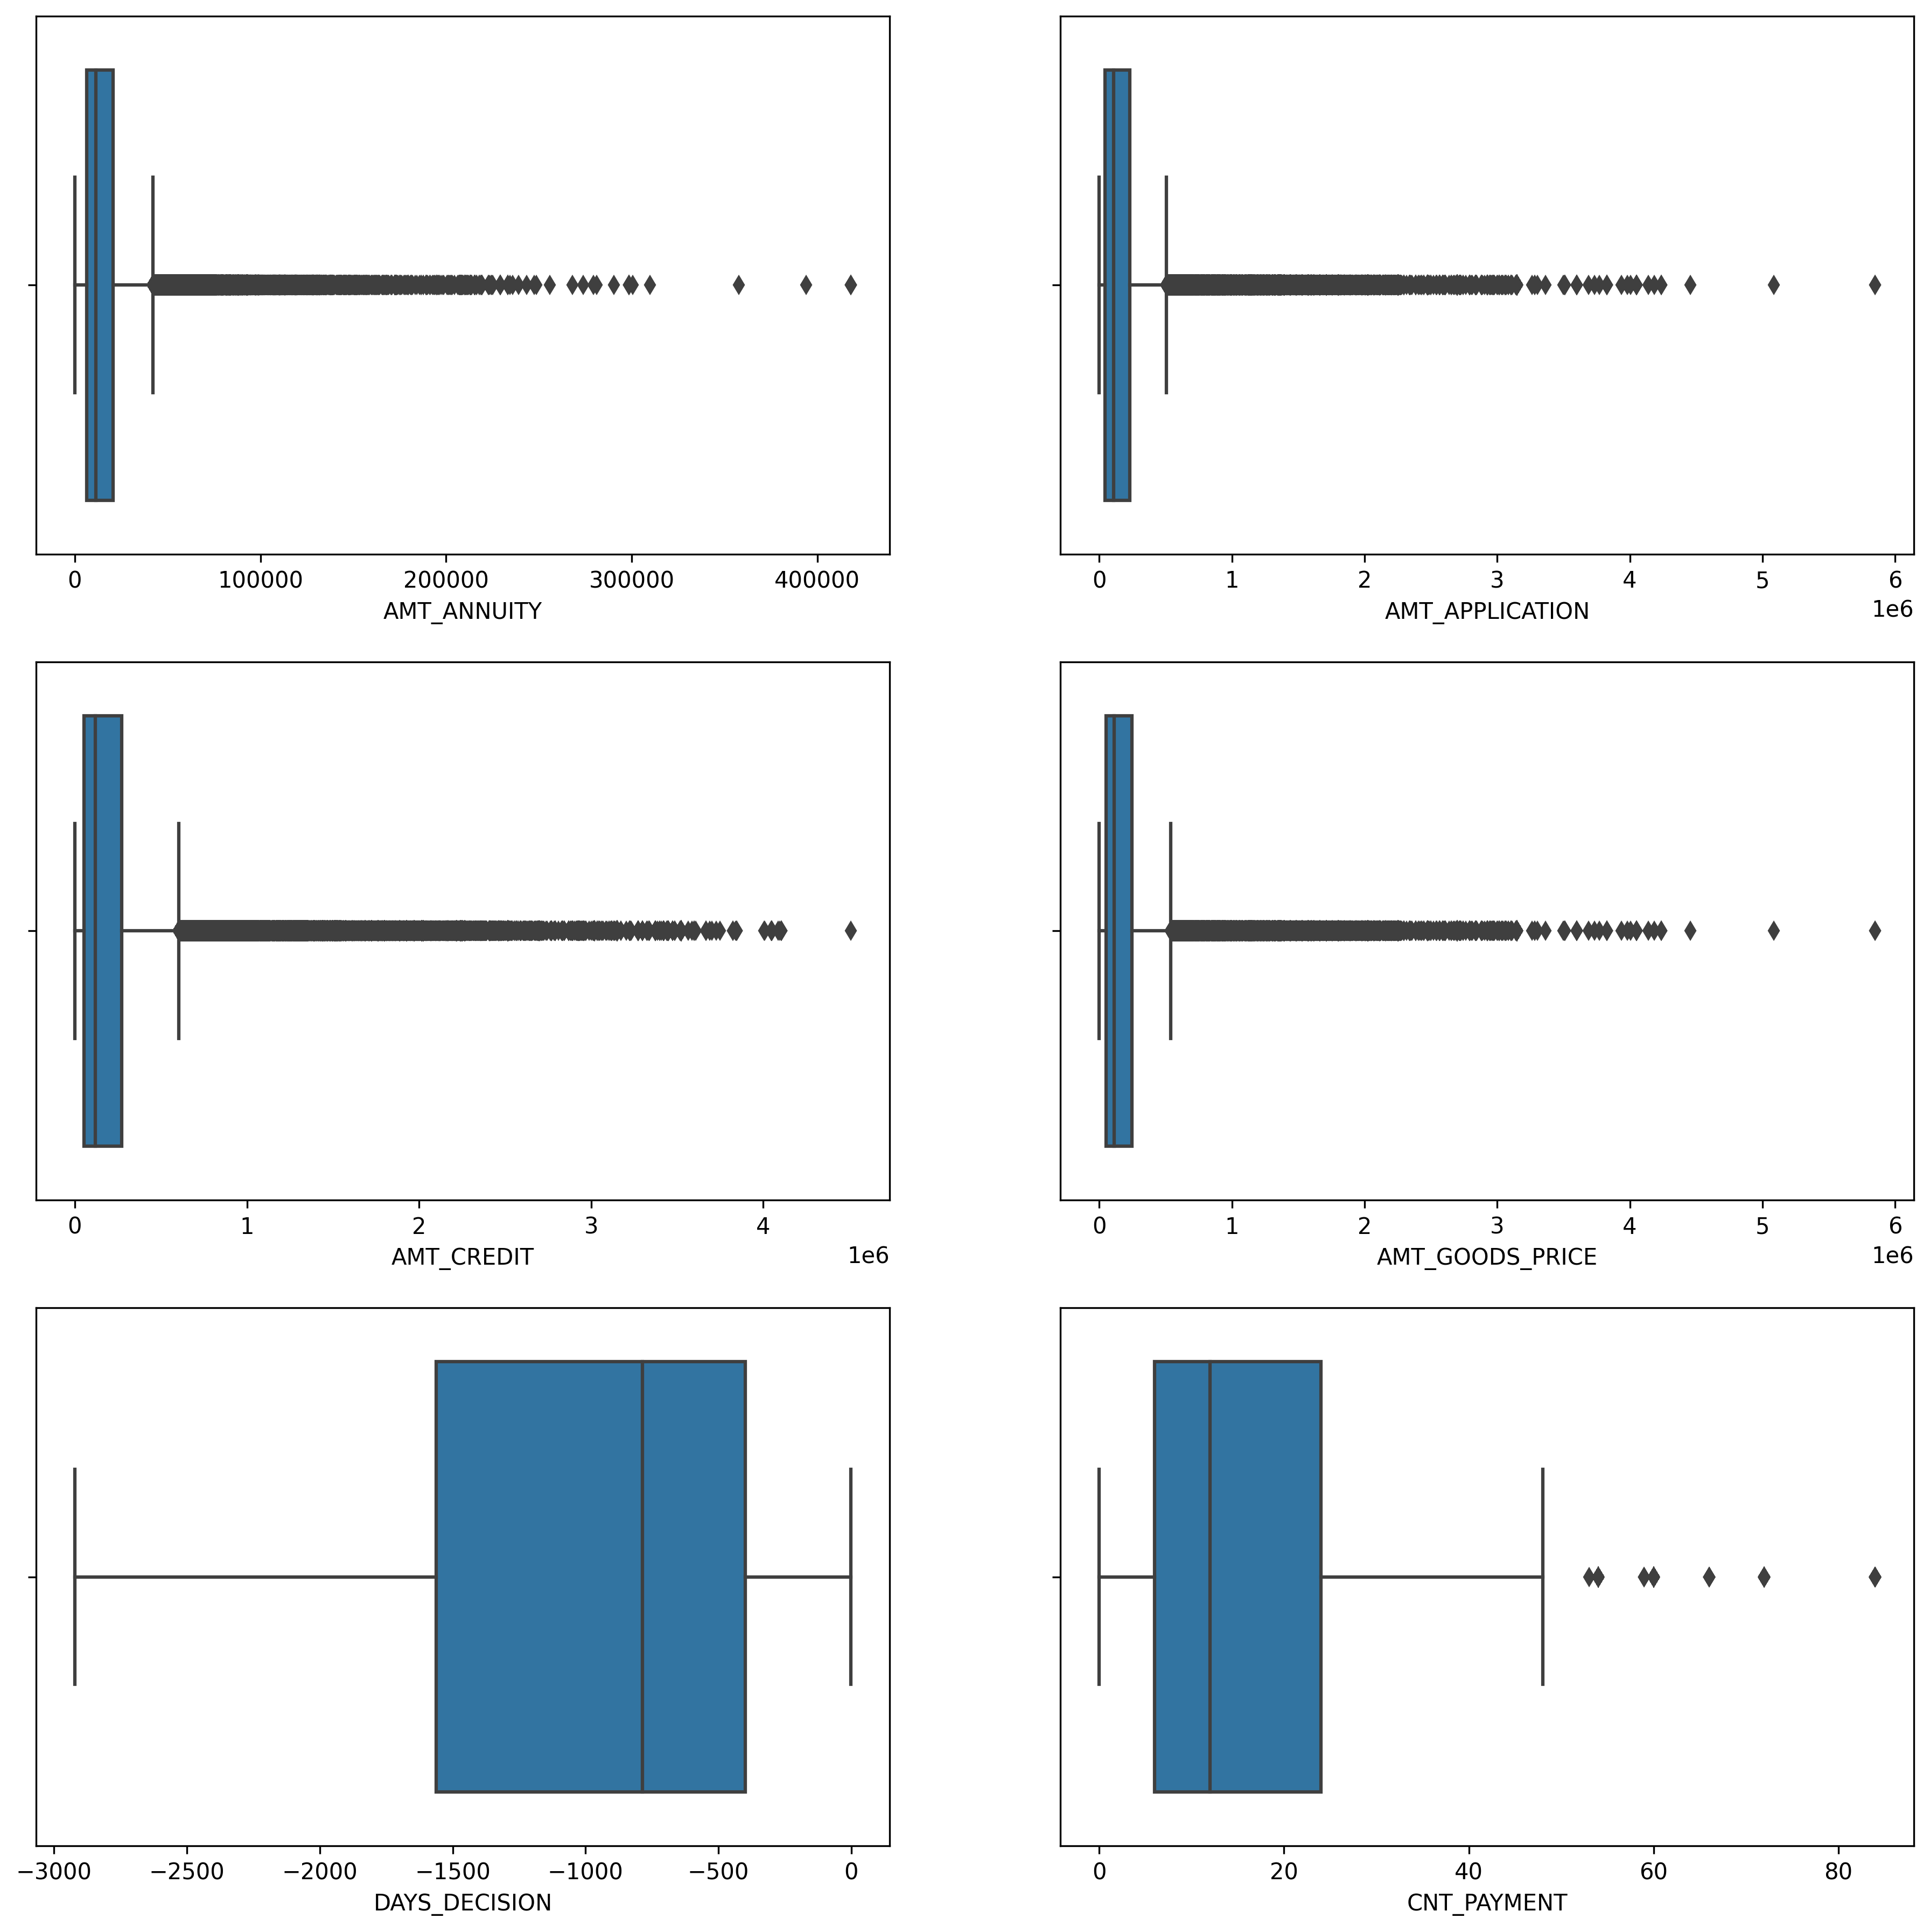 0 100000 200000 300000 400000
AMT_ANNUITY
0 1 2 3 4 5 6
1e6
AMT_APPLICATION
0 1 2 3 4
1e6
AMT_CREDIT
0 1 2 3 4 5 6
1e6
AMT_GOODS_PRICE
−3000 −2500 −2000 −1500 −1000 −500 0
DAYS_DECISION
0 20 40 60 80
CNT_PAYMENT